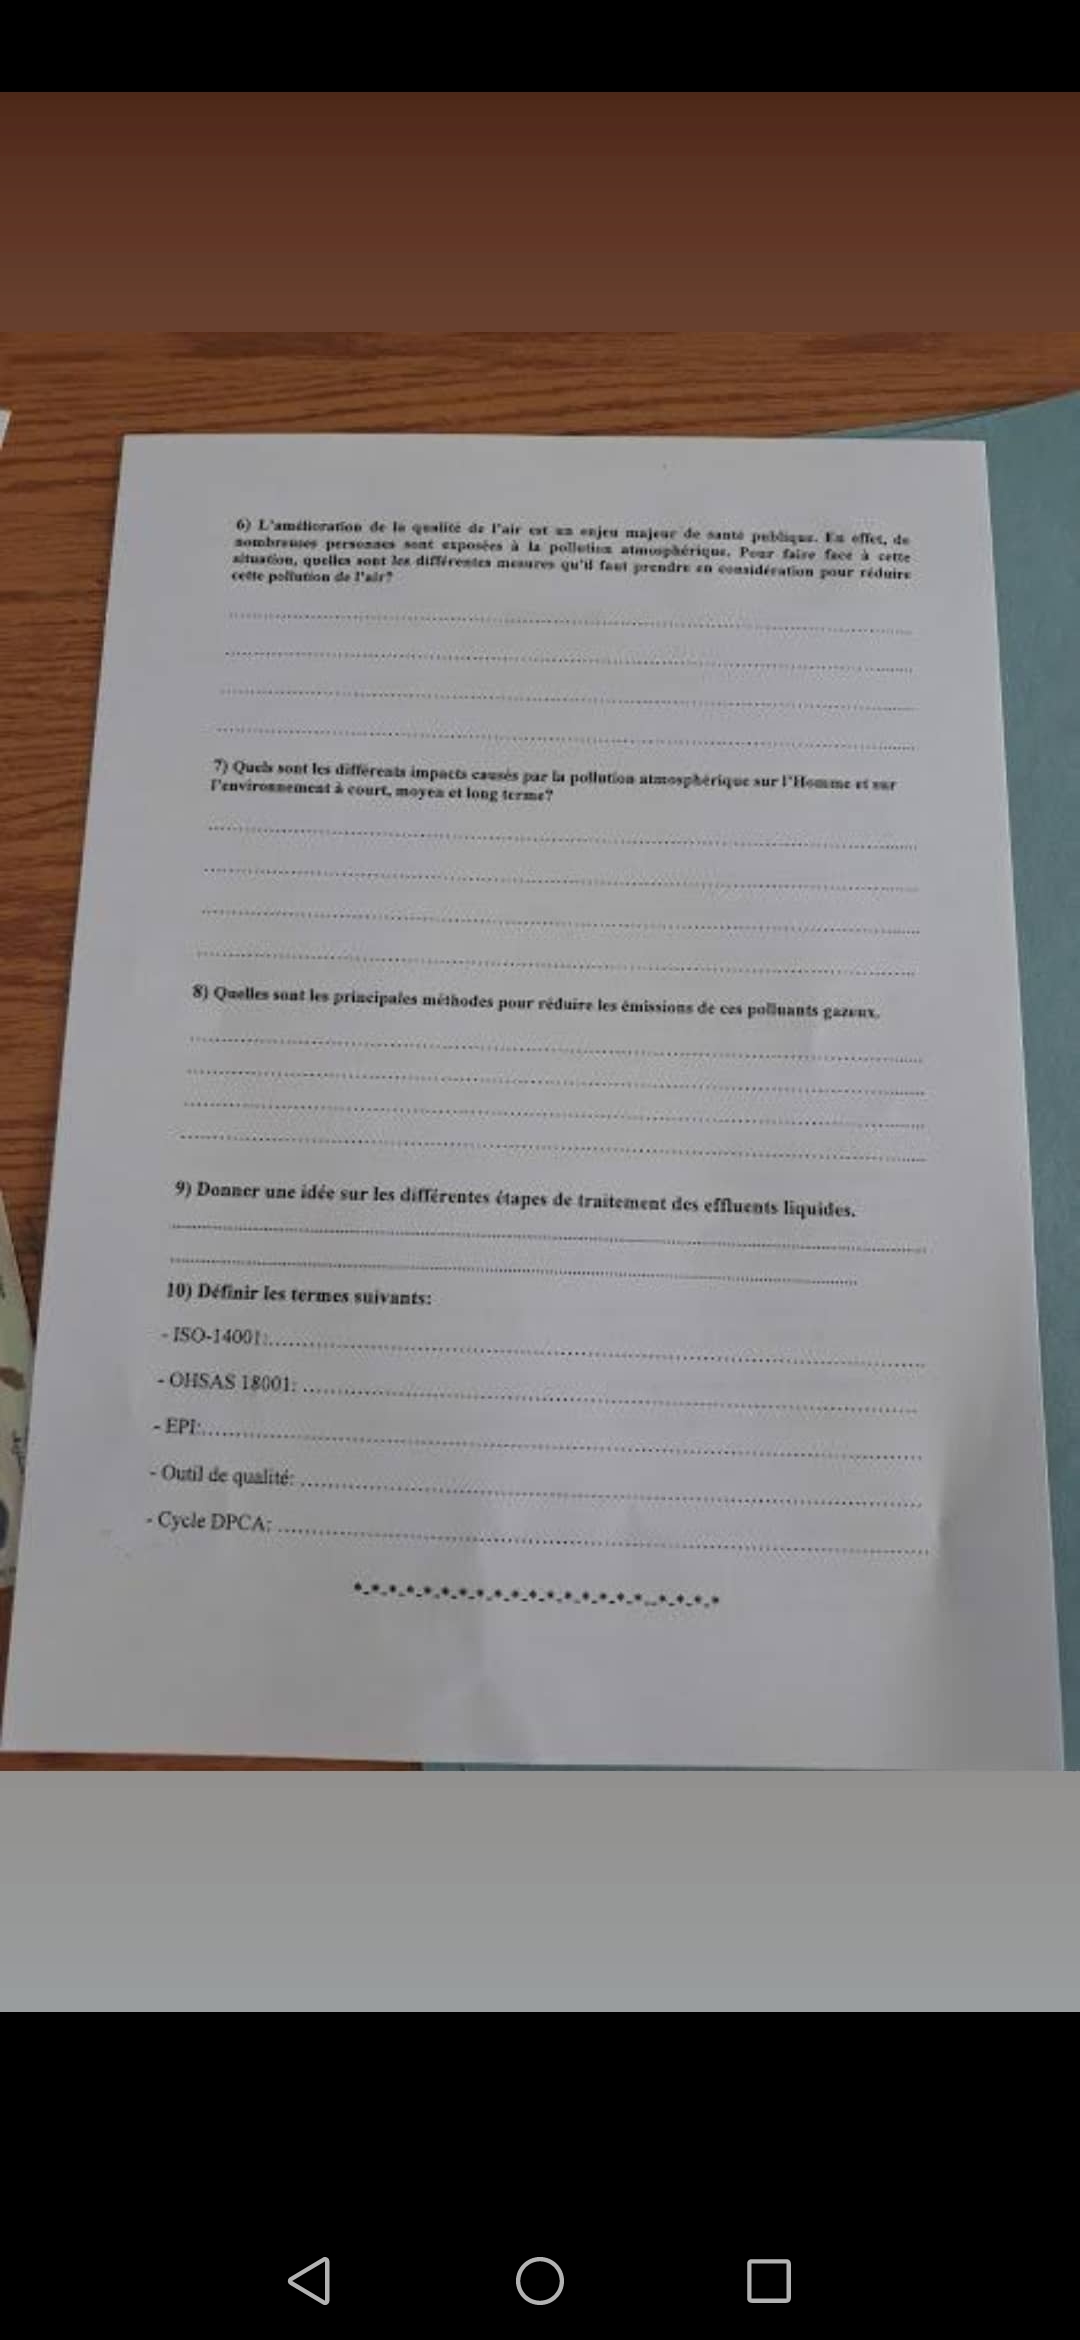 6) L'amélioration de la qualité de l'air est un enjeu majeur de santé publique. En effet, de
nombreuses personnes sont exposées à la pollution atmosphérique. Pour faire face à cette
situation, quelles sont les différentes mesures qu'il faut prendre en considération pour réduire
cette pollution de l'air?
7) Quels sont les différents impacts causés par la pollution atmosphérique sur l'Homme et sur
l'environnement à court, moyen et long terme?
8) Quelles sont les principales méthodes pour réduire les émissions de ces polluants gazeux.
9) Donner une idée sur les différentes étapes de traitement des effluents liquides.
10) Définir les termes suivants:
- ISO-14001:
- OHSAS 18001:
- EPI:
- Outil de qualité:
- Cycle DPCA: